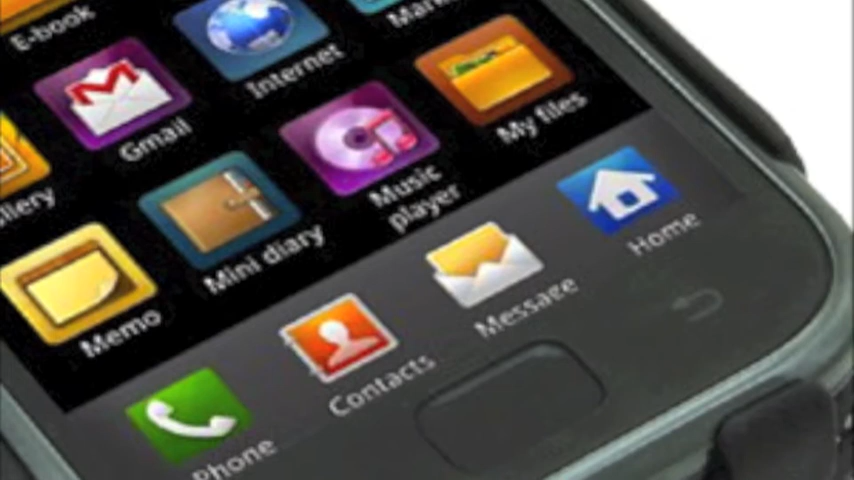 E-book
Internet
Gmail
My files
Music
player
Mini diary
Memo
Home
Message
Contacts
Phone